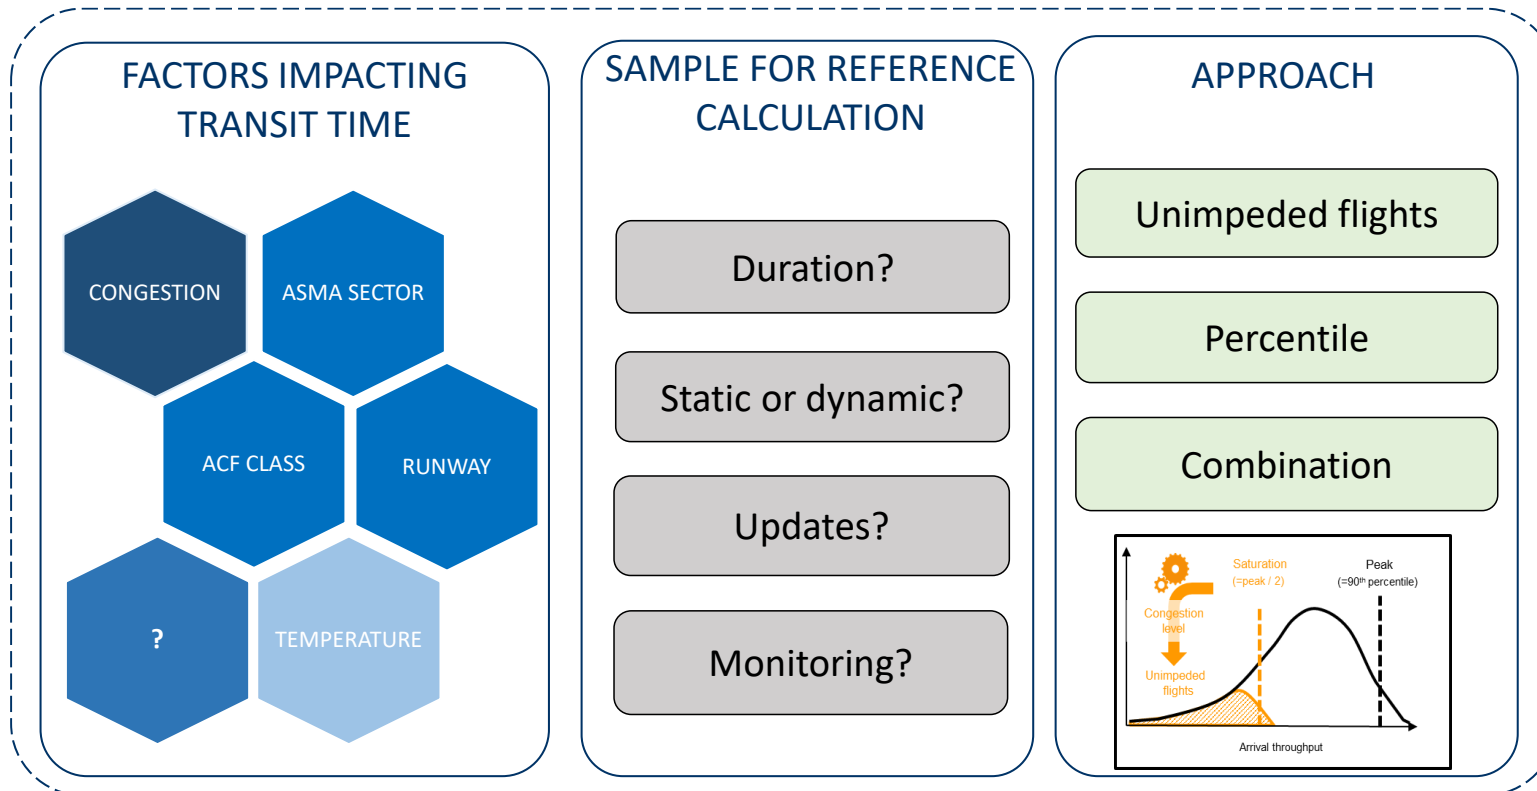 FACTORS IMPACTING
TRANSIT TIME
CONGESTION
ASMA SECTOR
ACF CLASS
RUNWAY
?
TEMPERATURE
SAMPLE FOR REFERENCE
CALCULATION
Duration?
Static or dynamic?
Updates?
Monitoring?
APPROACH
Unimpeded flights
Percentile
Combination
Saturation
(=peak / 2)
Peak
(=90th percentile)
Congestion
level
Unimpeded
flights
Arrival throughput